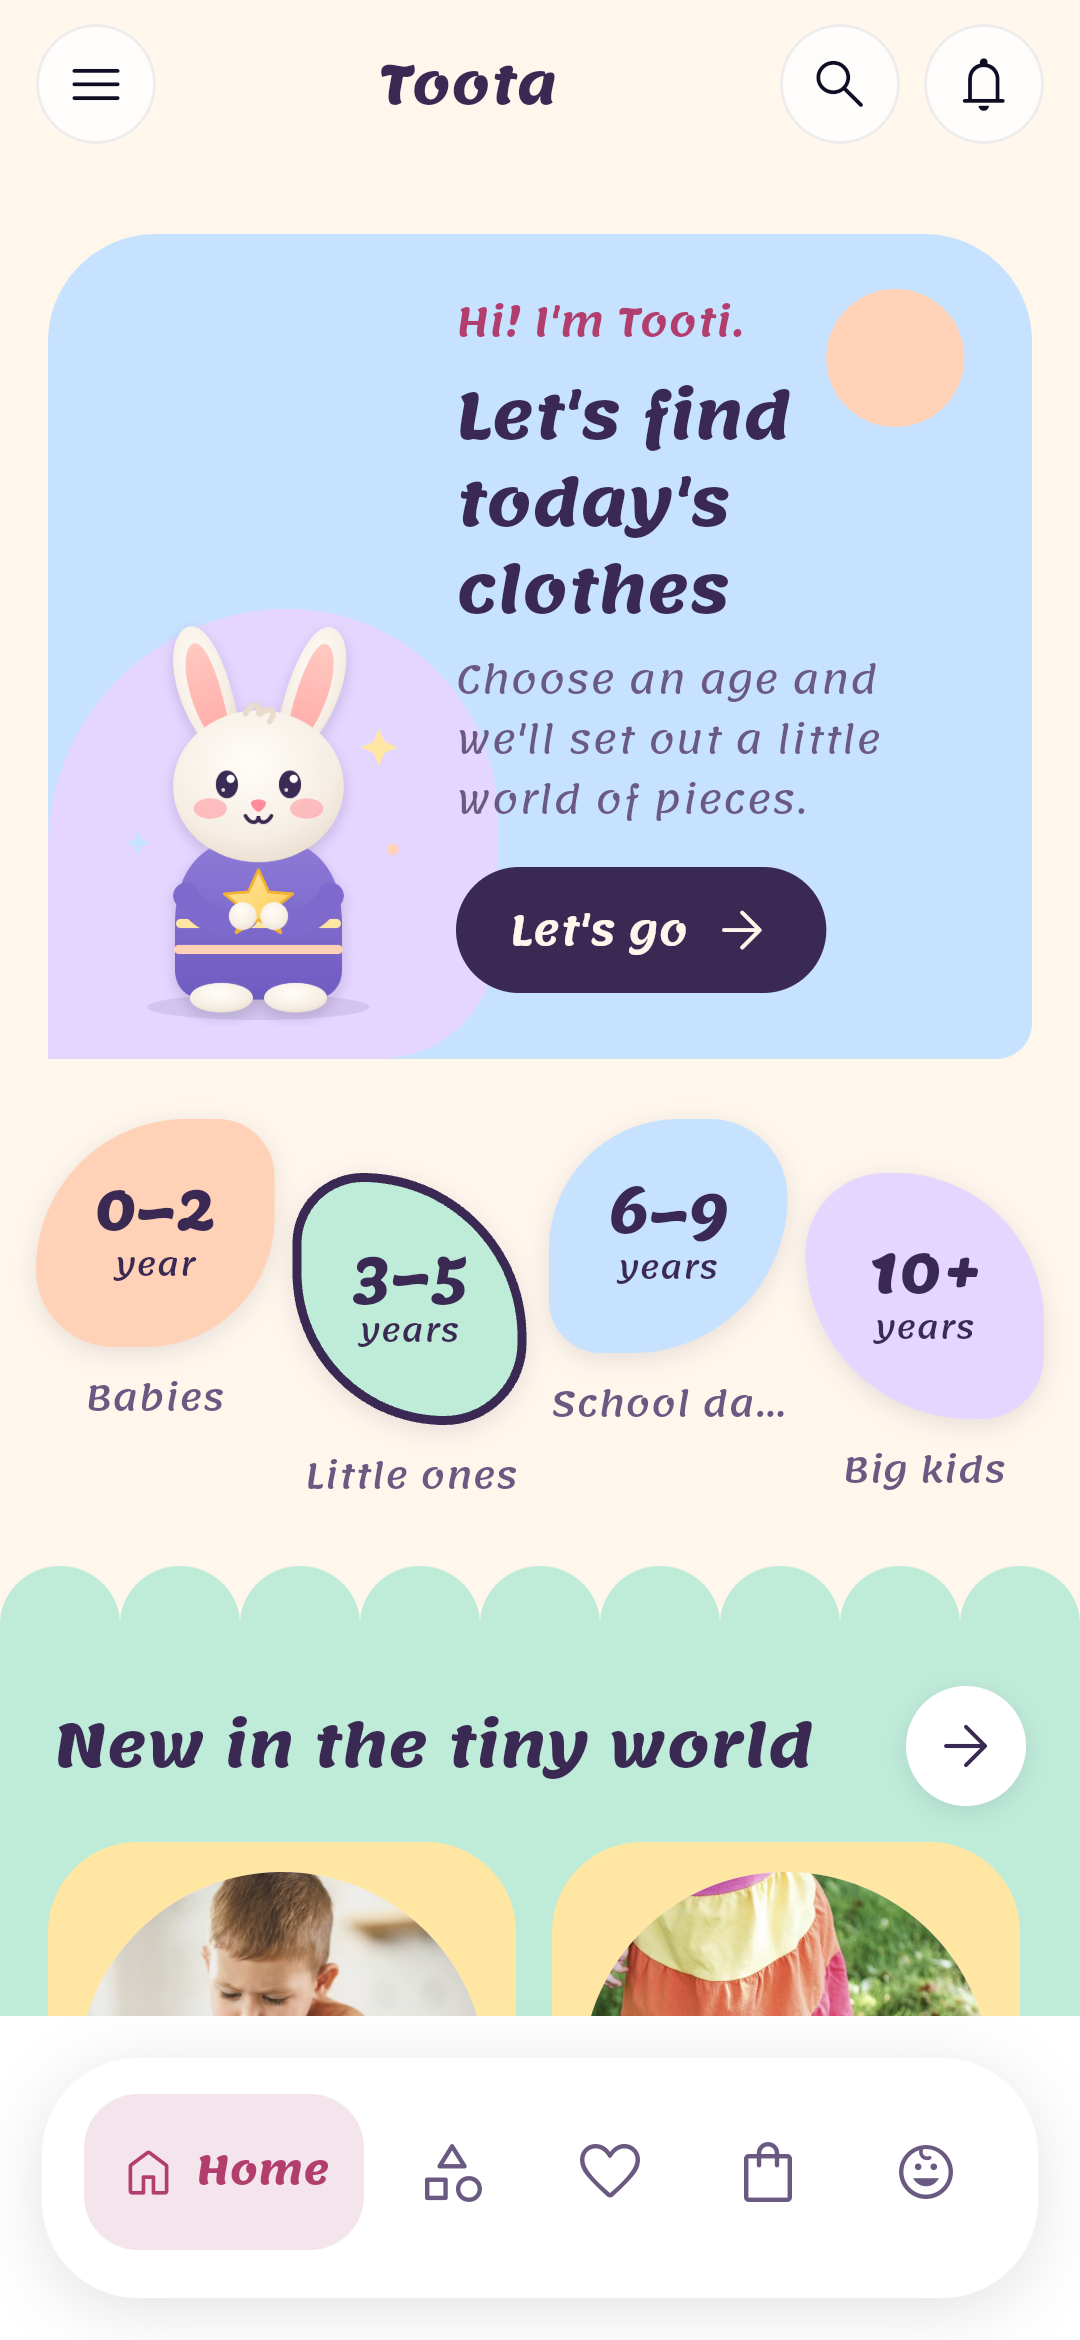 Toota
Hi! I'm Tooti.
Let's find
today's
clothes
Choose an age and
we'll set out a little
world of pieces.
Let's go
0–2
year
Babies
3–5
years
Little ones
6–9
years
School da...
10+
years
Big kids
New in the tiny world
Home